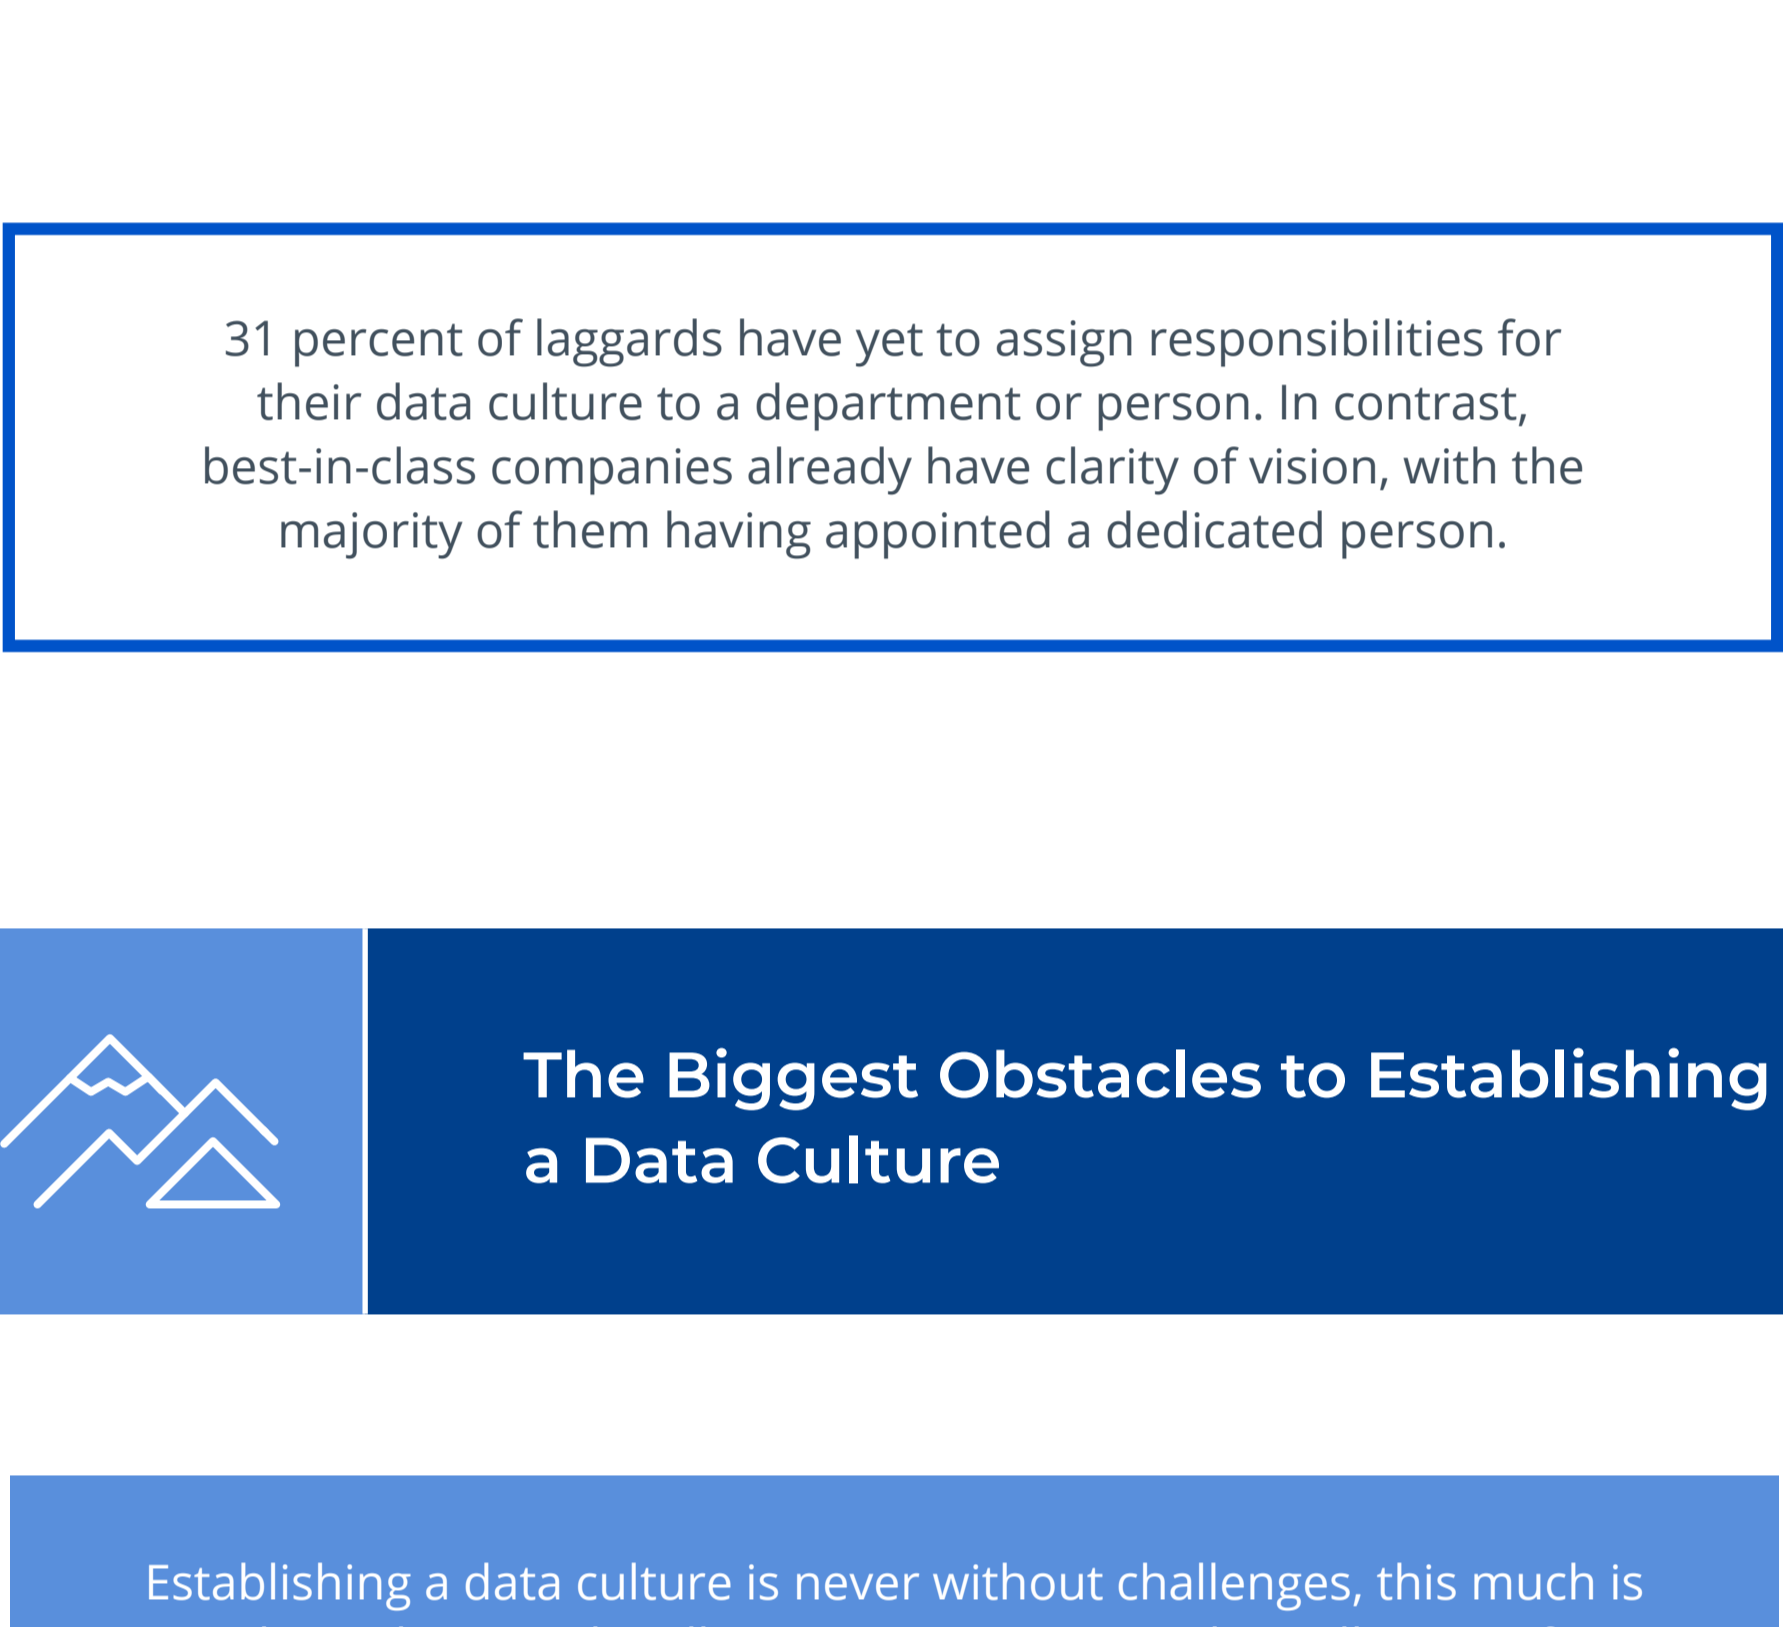 31 percent of laggards have yet to assign responsibilities for
their data culture to a department or person. In contrast,
best-in-class companies already have clarity of vision, with the
majority of them having appointed a dedicated person.
The Biggest Obstacles to Establishing
a Data Culture
Establishing a data culture is never without challenges, this much is